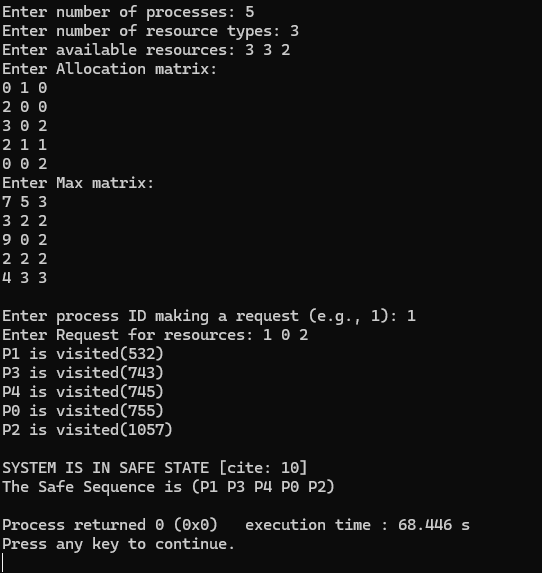 Enter number of processes: 5
Enter number of resource types: 3
Enter available resources: 3 3 2
Enter Allocation matrix:
0 1 0
2 0 0
3 0 2
2 1 1
0 0 2
Enter Max matrix:
7 5 3
3 2 2
9 0 2
2 2 2
4 3 3
Enter process ID making a request (e.g., 1): 1
Enter Request for resources: 1 0 2
P1 is visited(532)
P3 is visited(743)
P4 is visited(745)
P0 is visited(755)
P2 is visited(1057)
SYSTEM IS IN SAFE STATE [cite: 10]
The Safe Sequence is (P1 P3 P4 P0 P2)
Process returned 0 (0x0)   execution time : 68.446 s
Press any key to continue.